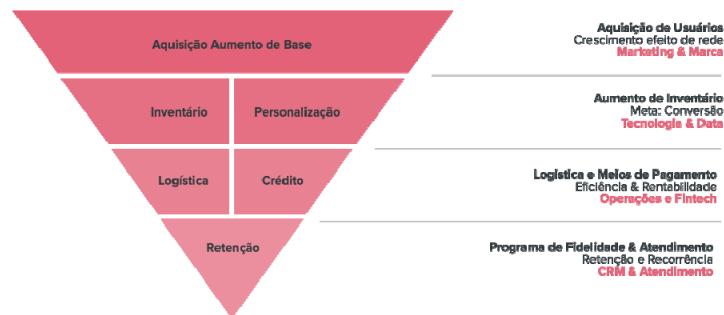 Aquisição Aumento de Base
Aquisição de Usuários
Crescimento efeito de rede
Marketing & Marca
Inventário
Personalização
Aumento de Inventário
Meta: Conversão
Tecnologia & Data
Logística
Crédito
Logística e Meios de Pagamento
Eficiência & Rentabilidade
Operações e Fintech
Retenção
Programa de Fidelidade & Atendimento
Retenção e Recorrência
CRM & Atendimento